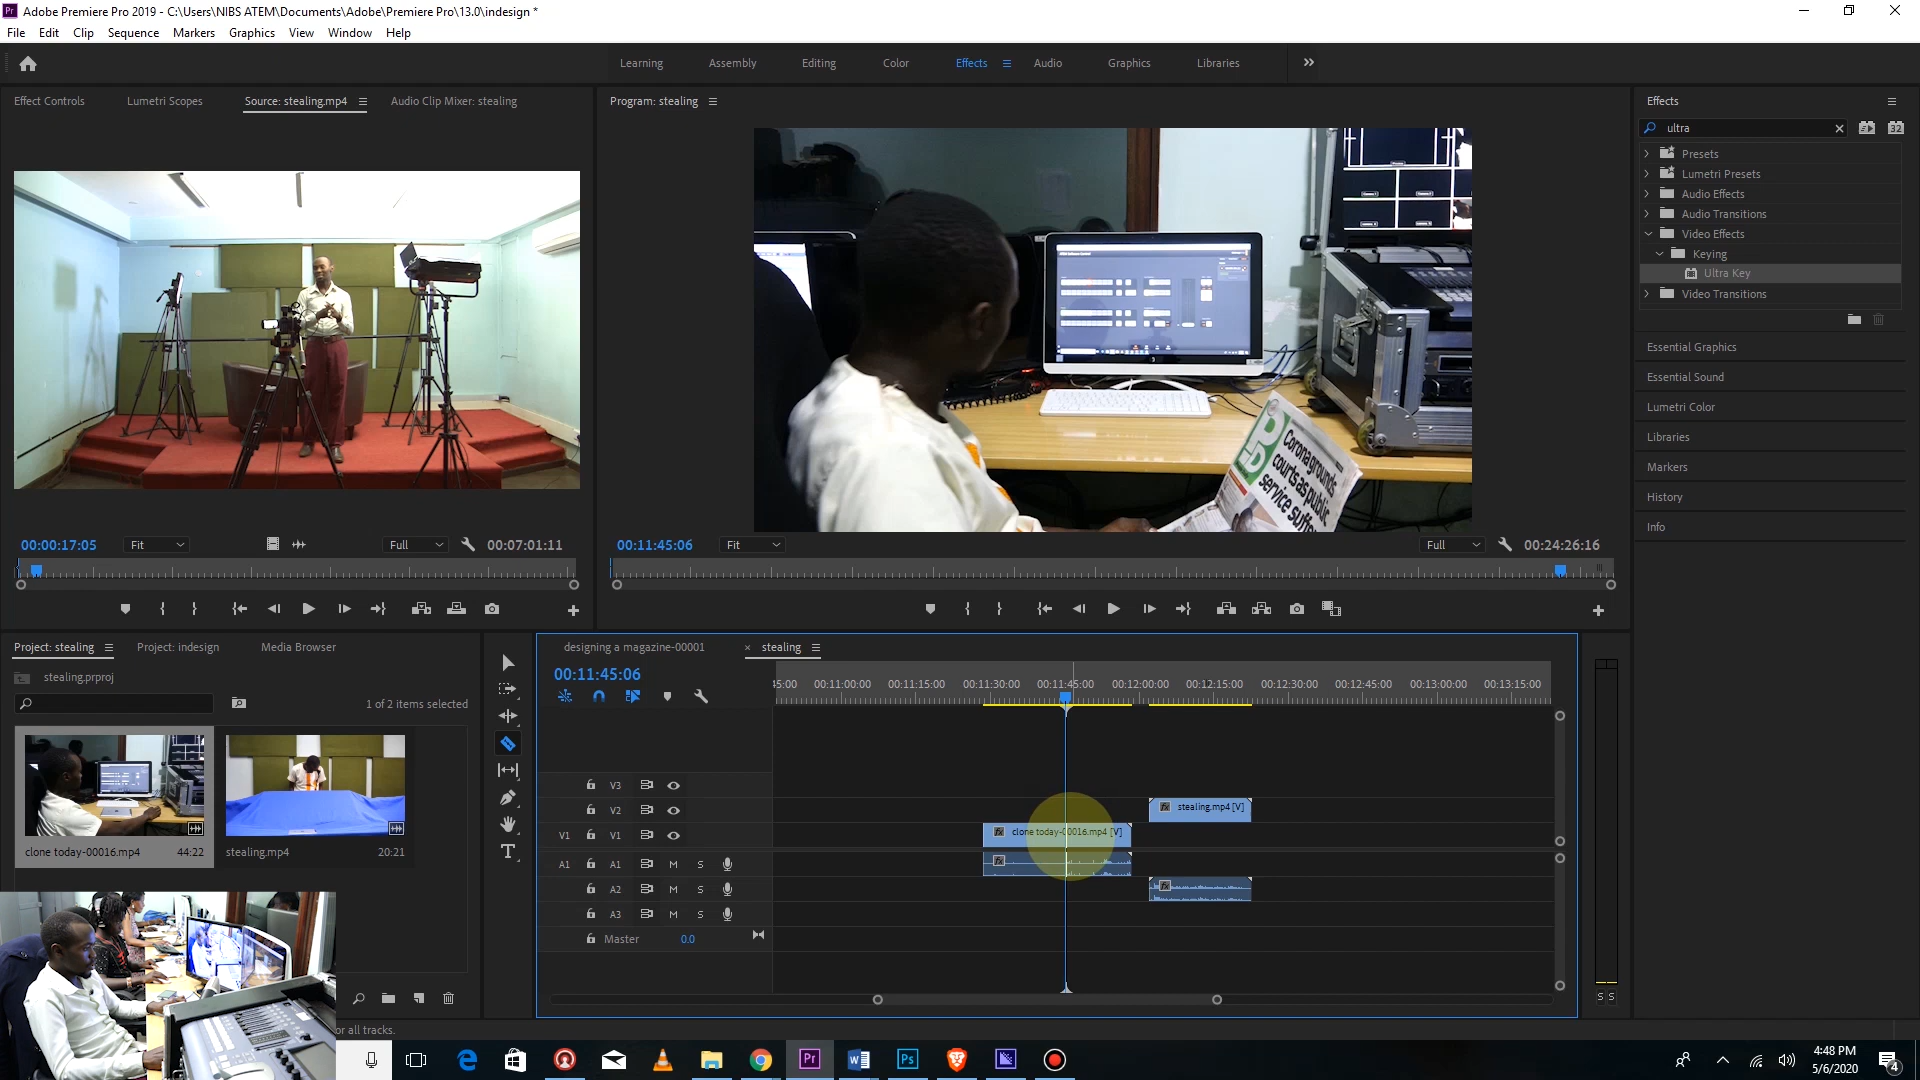 Adobe Premiere Pro 2019 - C:\Users\NIBS ATEM\Documents\Adobe\Premiere Pro\13.0\indesign *
File Edit Clip Sequence Markers Graphics View Window Help
Learning Assembly Editing Color Effects Audio Graphics Libraries
Effect Controls Lumetri Scopes Source: stealing.mp4 Audio Clip Mixer: stealing
Program: stealing
Effects
ultra
Presets
Lumetri Presets
Audio Effects
Audio Transitions
Video Effects
Keying
Ultra Key
Video Transitions
Essential Graphics
Essential Sound
Lumetri Color
Libraries
Markers
History
Info
Corona grounds
courts as public
00:00:17:05 Fit Full 00:07:01:11
00:11:45:06 Fit Full 00:24:26:16
Project: stealing Project: indesign Media Browser
stealing.prproj
1 of 2 items selected
clone today-00016.mp4 44:22
stealing.mp4 20:21
designing a magazine-00001 × stealing
00:11:45:06
45:00 00:11:00:00 00:11:15:00 00:11:30:00 00:11:45:00 00:12:00:00 00:12:15:00 00:12:30:00 00:12:45:00 00:13:00:00 00:13:15:00
V3
V2 stealing.mp4 [V]
V1 V1 clone today-00016.mp4 [V]
A1 A1 M S
A2 M S
A3 M S
Master 0.0
S S
or all tracks.
4:48 PM
5/6/2020
4